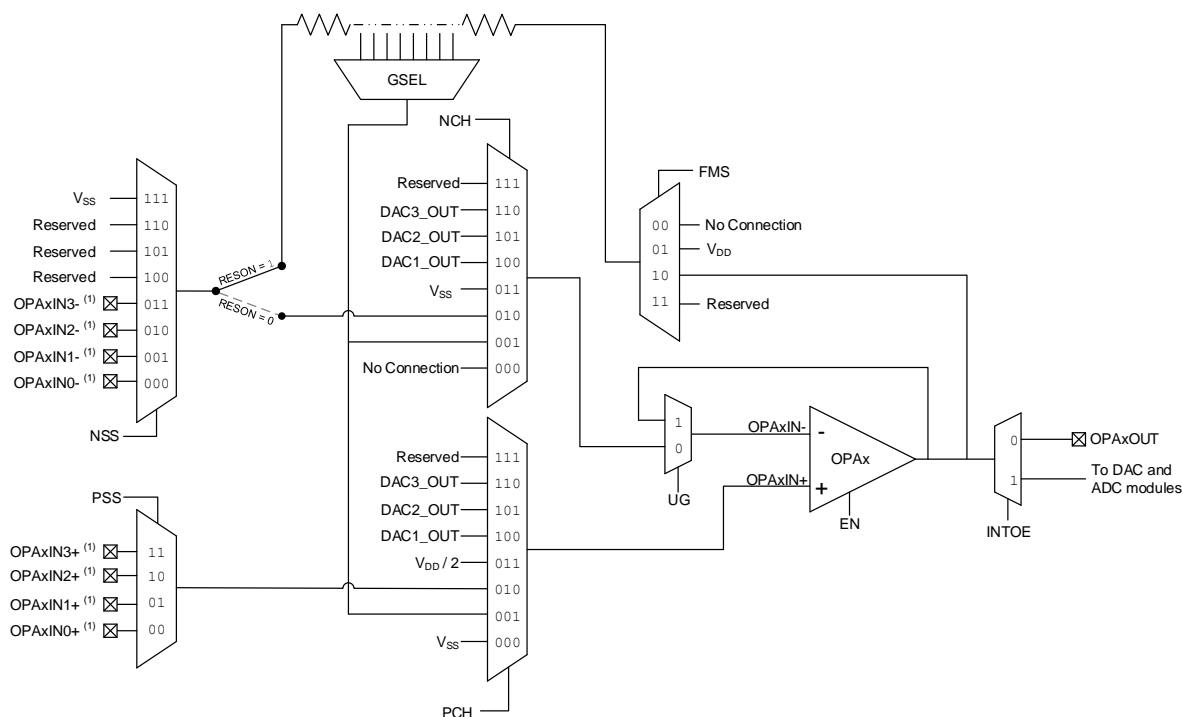 GSEL
NCH
Reserved 111
DAC3_OUT 110
DAC2_OUT 101
DAC1_OUT 100
VSS 011
010
001
No Connection 000
FMS
00 No Connection
01 VDD
10
11 Reserved
VSS 111
Reserved 110
Reserved 101
Reserved 100
OPAxIN3- (1) 011
OPAxIN2- (1) 010
OPAxIN1- (1) 001
OPAxIN0- (1) 000
NSS
RESON = 1
RESON = 0
PSS
OPAxIN3+ (1) 11
OPAxIN2+ (1) 10
OPAxIN1+ (1) 01
OPAxIN0+ (1) 00
Reserved 111
DAC3_OUT 110
DAC2_OUT 101
DAC1_OUT 100
VDD / 2 011
010
001
VSS 000
PCH
1
0
UG
OPAxIN-
OPAxIN+
-
+
OPAx
EN
0
1
INTOE
OPAxOUT
To DAC and
ADC modules